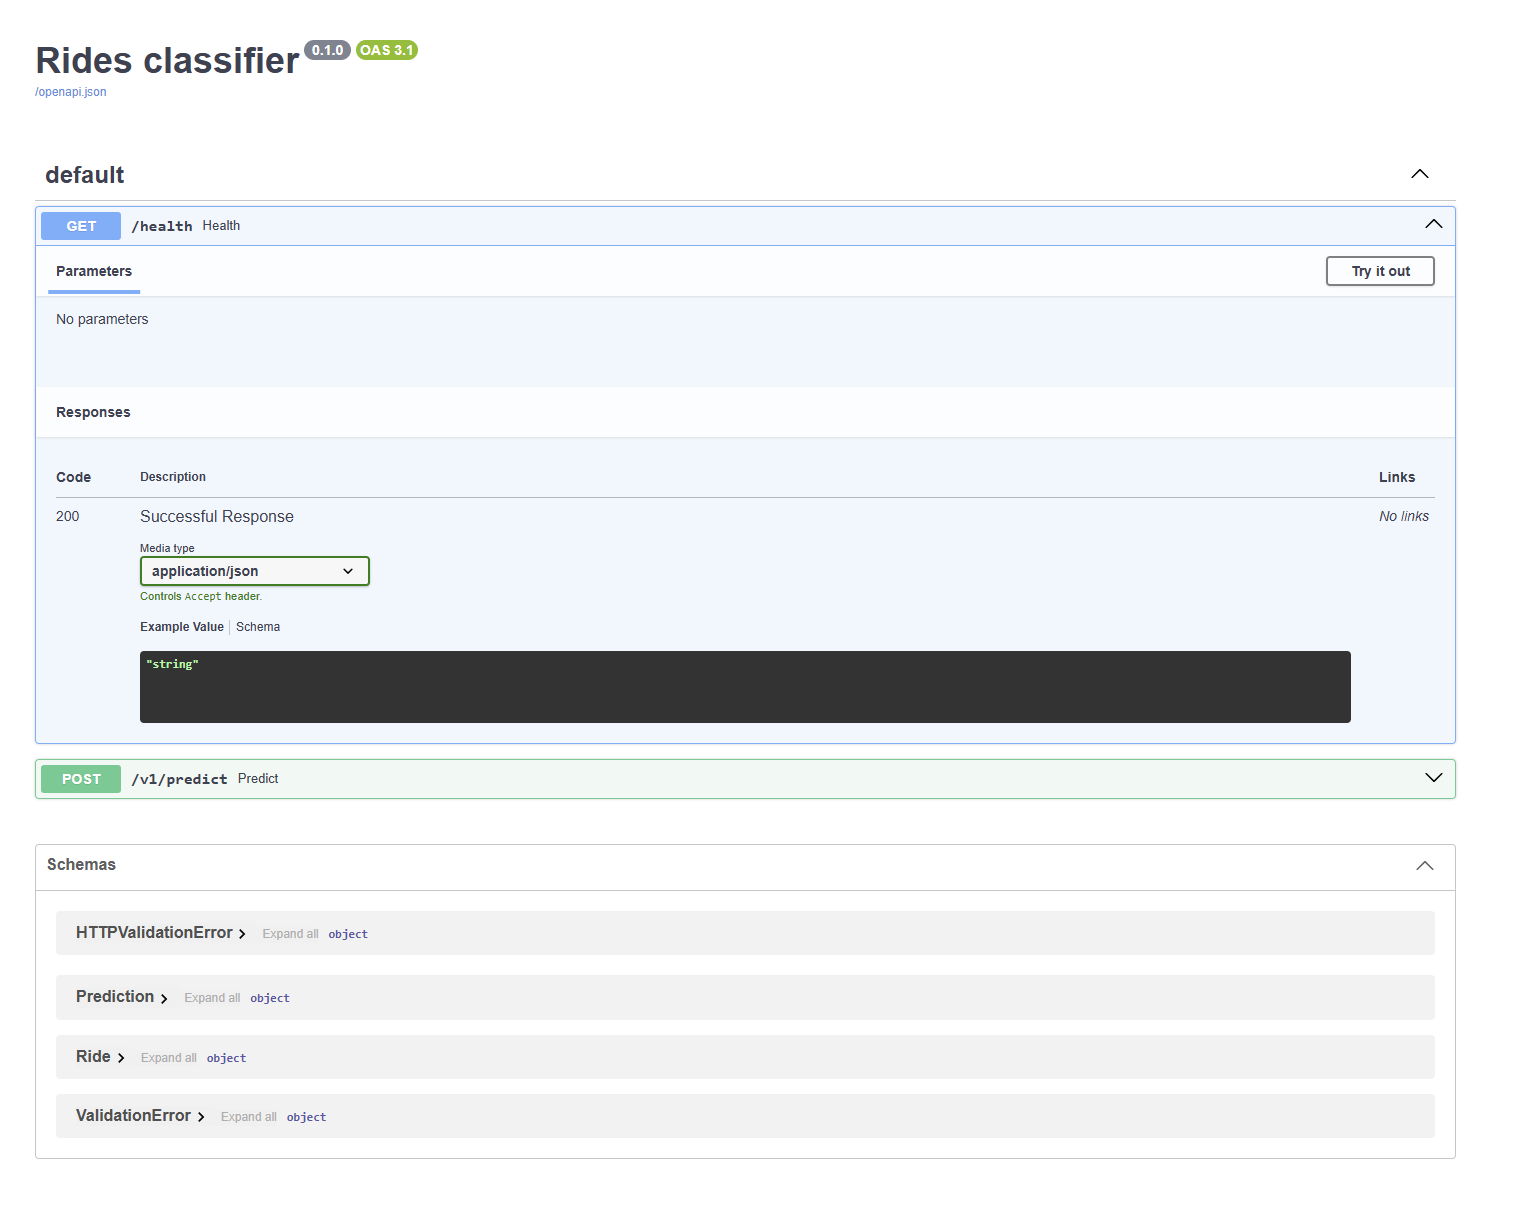 Rides classifier 0.1.0 OAS 3.1
/openapi.json
default
GET /health Health
Parameters Try it out
No parameters
Responses
Code Description Links
200 Successful Response No links
Media type
application/json
Controls Accept header.
Example Value Schema
"string"
POST /v1/predict Predict
Schemas
HTTPValidationError Expand all object
Prediction Expand all object
Ride Expand all object
ValidationError Expand all object